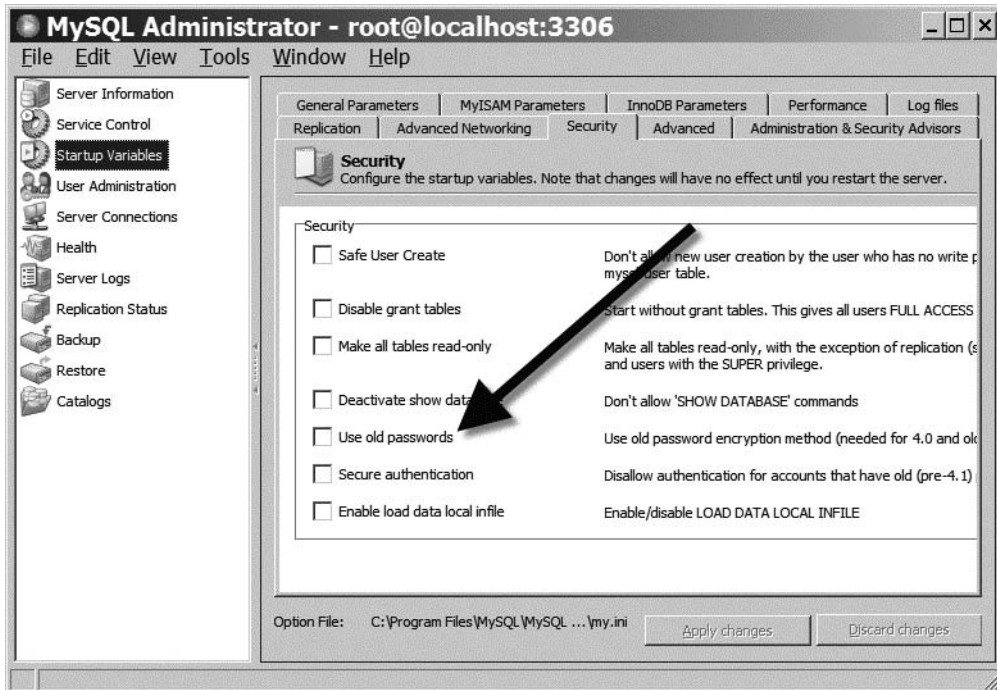 MySQL Administrator - root@localhost:3306
File Edit View Tools Window Help
Server Information
Service Control
Startup Variables
User Administration
Server Connections
Health
Server Logs
Replication Status
Backup
Restore
Catalogs
General Parameters MyISAM Parameters InnoDB Parameters Performance Log files
Replication Advanced Networking Security Advanced Administration & Security Advisors
Security
Configure the startup variables. Note that changes will have no effect until you restart the server.
Security
Safe User Create Don't new user creation by the user who has no write
user table.
Disable grant tables Start without grant tables. This gives all users FULL ACCESS
Make all tables read-only Make all tables read-only, with the exception of replication
and users with the SUPER privilege.
Deactivate show Don't allow 'SHOW DATABASE' commands
Use old passwords Use old password encryption method (needed for 4.0 and
Secure authentication Disallow authentication for accounts that have old (pre-4.1)
Enable load data local infile Enable/disable LOAD DATA LOCAL INFILE
Option File: C:\Program Files\MySQL\MySQL ...\my.ini Apply changes Discard changes